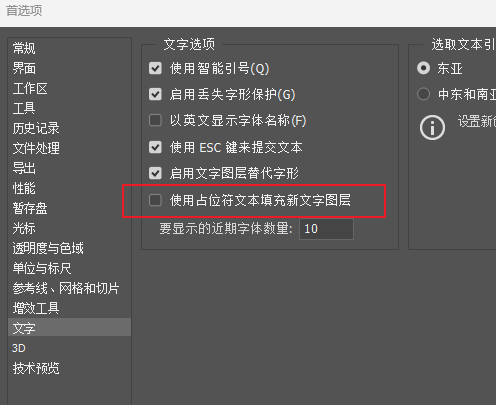 首选项
常规
界面
工作区
工具
历史记录
文件处理
导出
性能
暂存盘
光标
透明度与色域
单位与标尺
参考线、网格和切片
增效工具
文字
3D
技术预览
文字选项
使用智能引号(Q)
启用丢失字形保护(G)
以英文显示字体名称(F)
使用 ESC 键来提交文本
启用文字图层替代字形
使用占位符文本填充新文字图层
要显示的近期字体数量: 10
选取文本引
东亚
中东和南亚
设置新